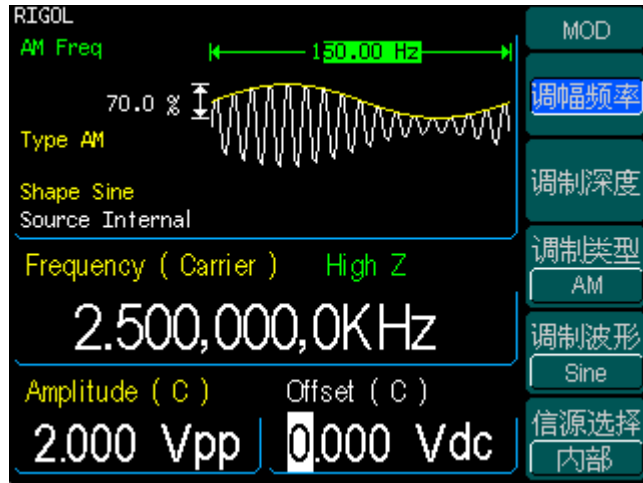 RIGOL
AM Freq
150.00 Hz
70.0 %
Type AM
Shape Sine
Source Internal
Frequency ( Carrier ) High Z
2.500,000,0KHz
Amplitude ( C ) Offset ( C )
2.000 Vpp 0.000 Vdc
MOD
调幅频率
调制深度
调制类型
AM
调制波形
Sine
信源选择
内部